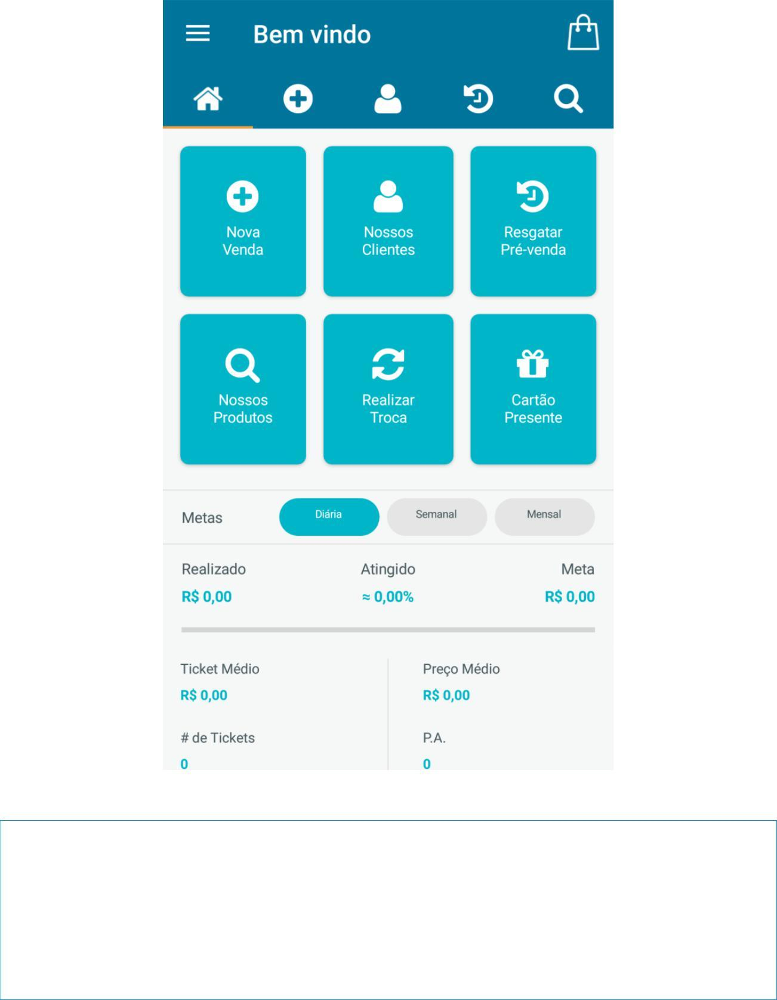 Bem vindo
Nova
Venda
Nossos
Clientes
Resgatar
Pré-venda
Nossos
Produtos
Realizar
Troca
Cartão
Presente
Metas
Diária
Semanal
Mensal
Realizado
Atingido
Meta
R$ 0,00
≈ 0,00%
R$ 0,00
Ticket Médio
Preço Médio
R$ 0,00
R$ 0,00
# de Tickets
P.A.
0
0